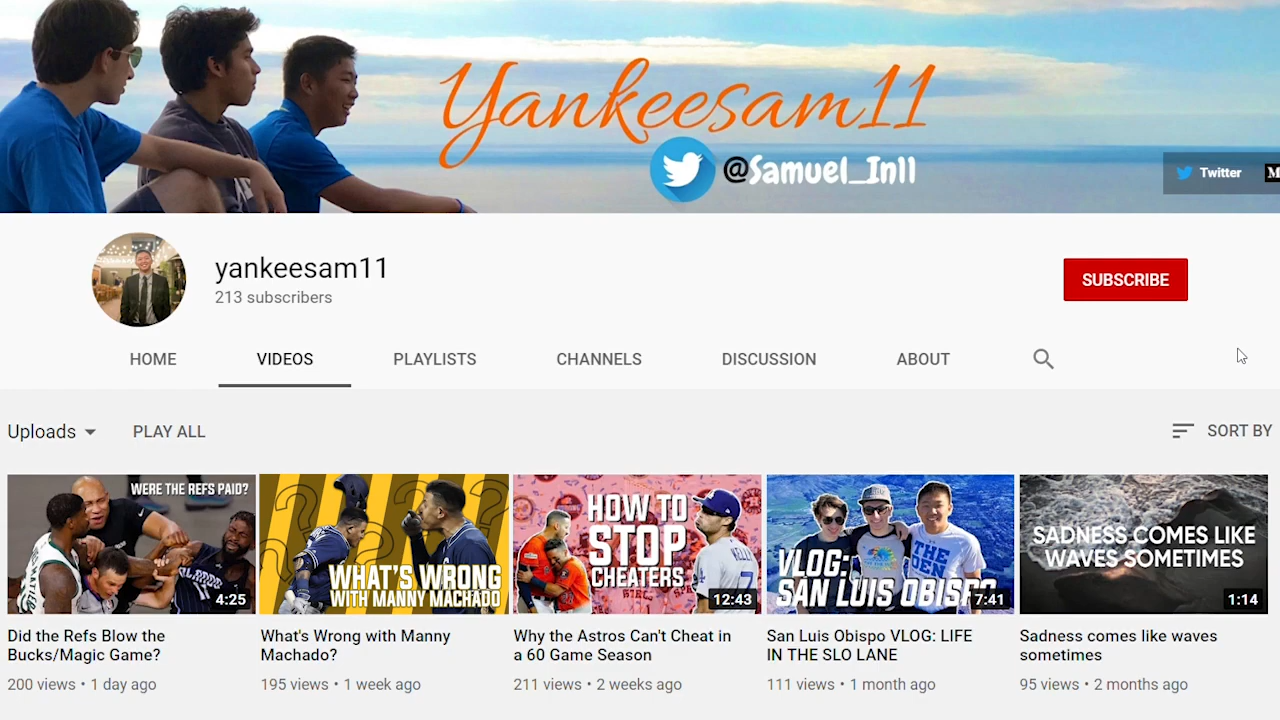 Yankeesam11
@Samuel_In11
Twitter
M
yankeesam11
213 subscribers
SUBSCRIBE
HOME
VIDEOS
PLAYLISTS
CHANNELS
DISCUSSION
ABOUT
Uploads
PLAY ALL
SORT BY
WERE THE REFS PAID?
4:25
WHAT'S WRONG
WITH MANNY MACHADO
HOW TO
STOP
CHEATERS
12:43
VLOG:
SAN LUIS OBISPO
7:41
SADNESS COMES LIKE
WAVES SOMETIMES
1:14
Did the Refs Blow the
Bucks/Magic Game?
200 views • 1 day ago
What's Wrong with Manny
Machado?
195 views • 1 week ago
Why the Astros Can't Cheat in
a 60 Game Season
211 views • 2 weeks ago
San Luis Obispo VLOG: LIFE
IN THE SLO LANE
111 views • 1 month ago
Sadness comes like waves
sometimes
95 views • 2 months ago